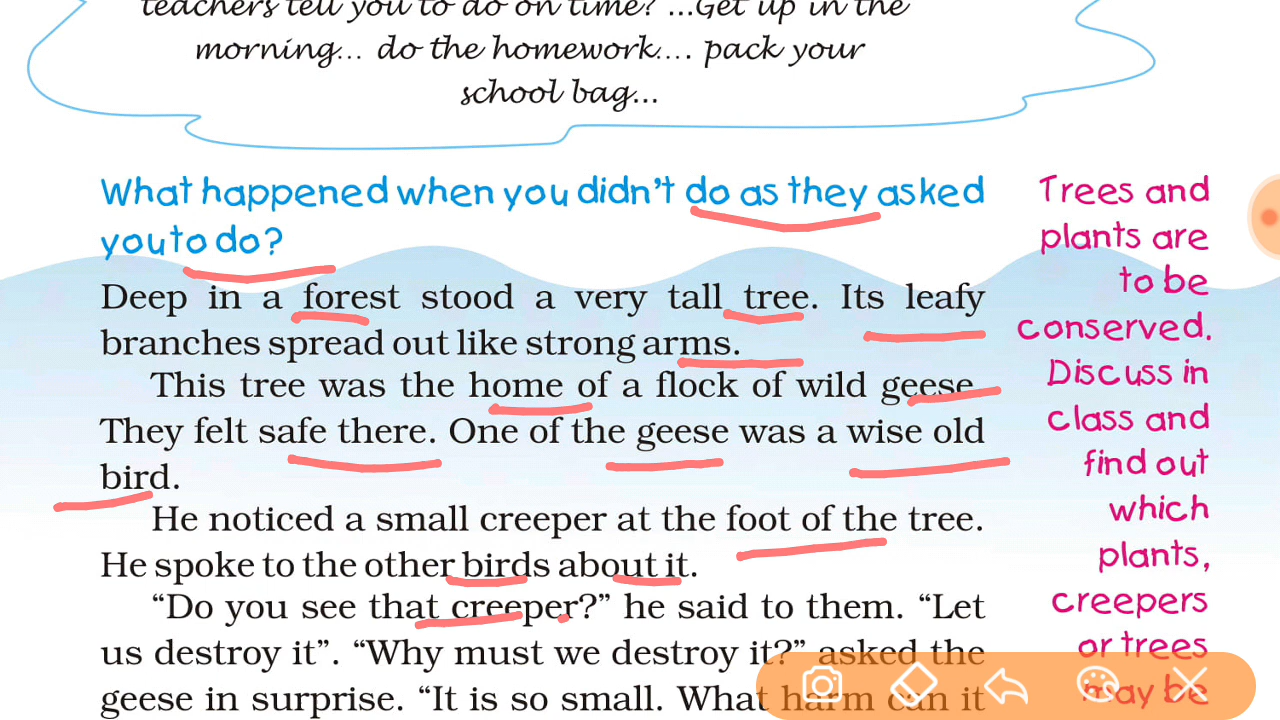 teachers tell you to do on time? ...Get up in the
morning... do the homework.... pack your
school bag...
What happened when you didn't do as they asked
you to do?
Deep in a forest stood a very tall tree. Its leafy
branches spread out like strong arms.
This tree was the home of a flock of wild geese.
They felt safe there. One of the geese was a wise old
bird.
He noticed a small creeper at the foot of the tree.
He spoke to the other birds about it.
“Do you see that creeper?” he said to them. “Let
us destroy it”. “Why must we destroy it?” asked the
geese in surprise. “It is so small. What harm can it
Trees and
plants are
to be
conserved.
Discuss in
class and
find out
which
plants,
creepers
or trees
may be